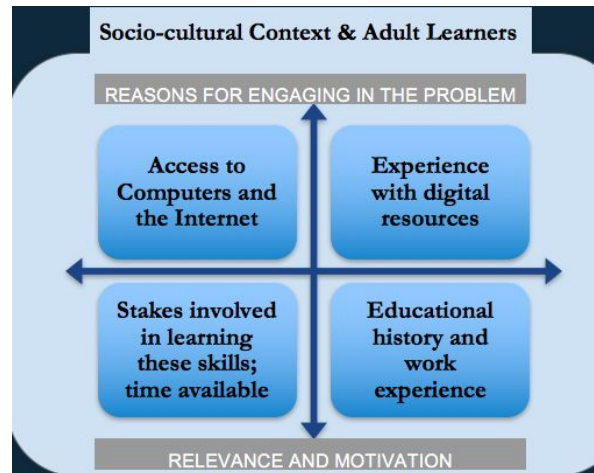 Socio-cultural Context & Adult Learners
REASONS FOR ENGAGING IN THE PROBLEM
Access to
Computers and
the Internet
Experience
with digital
resources
Stakes involved
in learning
these skills;
time available
Educational
history and
work
experience
RELEVANCE AND MOTIVATION